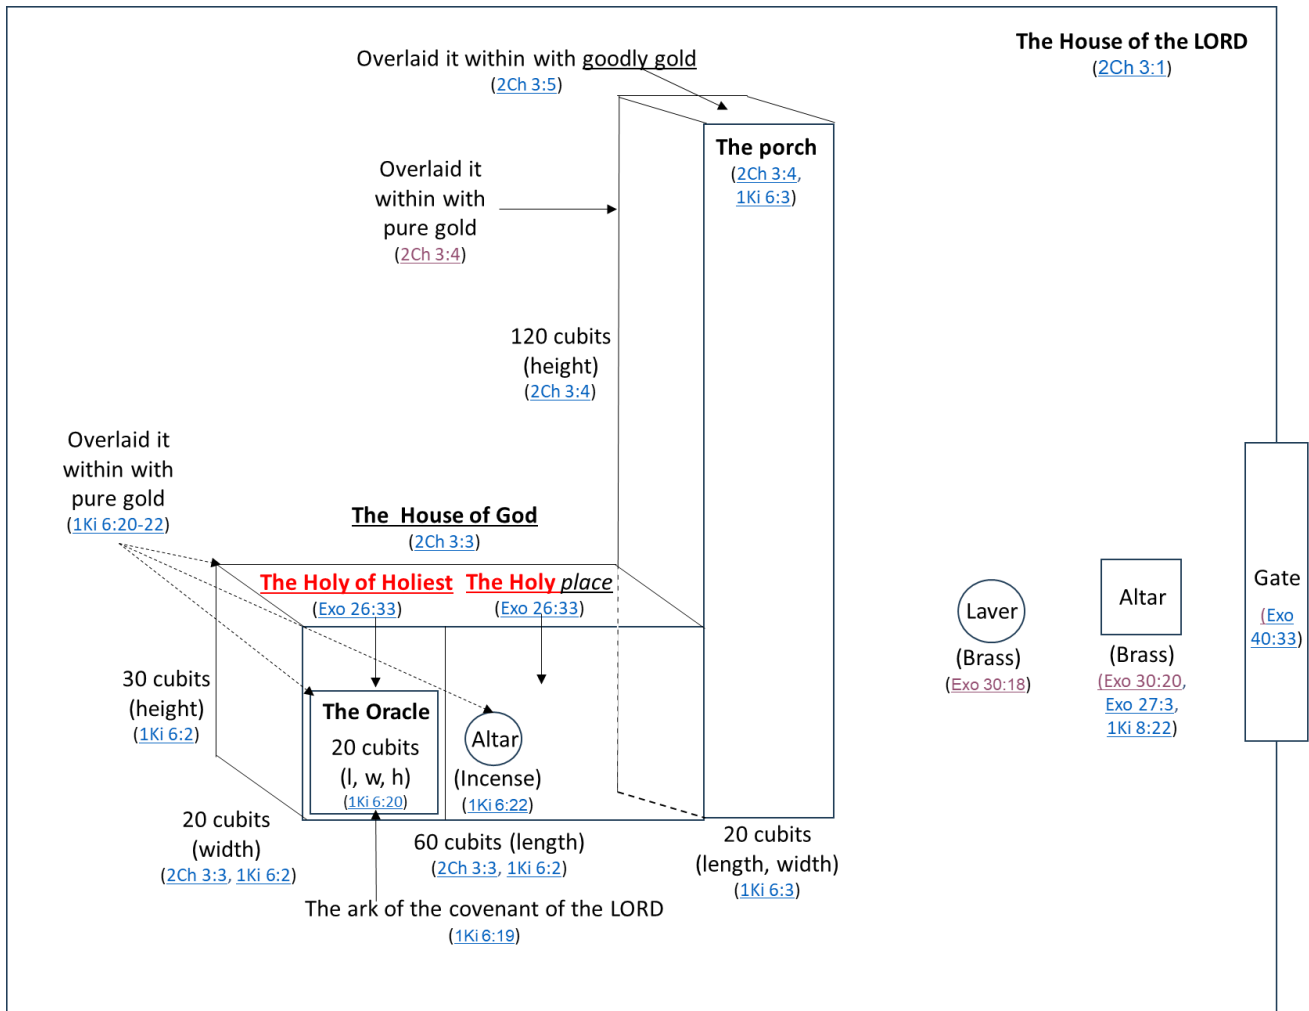 The House of the LORD
(2Ch 3:1)
Overlaid it within with goodly gold
(2Ch 3:5)
The porch
(2Ch 3:4,
1Ki 6:3)
Overlaid it
within with
pure gold
(2Ch 3:4)
120 cubits
(height)
(2Ch 3:4)
Overlaid it
within with
pure gold
(1Ki 6:20-22)
The House of God
(2Ch 3:3)
The Holy of Holiest
(Exo 26:33)
The Holy place
(Exo 26:33)
30 cubits
(height)
(1Ki 6:2)
The Oracle
20 cubits
(l, w, h)
(1Ki 6:20)
Altar
(Incense)
(1Ki 6:22)
20 cubits
(width)
(2Ch 3:3, 1Ki 6:2)
60 cubits (length)
(2Ch 3:3, 1Ki 6:2)
20 cubits
(length, width)
(1Ki 6:3)
The ark of the covenant of the LORD
(1Ki 6:19)
Laver
(Brass)
(Exo 30:18)
Altar
(Brass)
(Exo 30:20,
Exo 27:3,
1Ki 8:22)
Gate
(Exo
40:33)